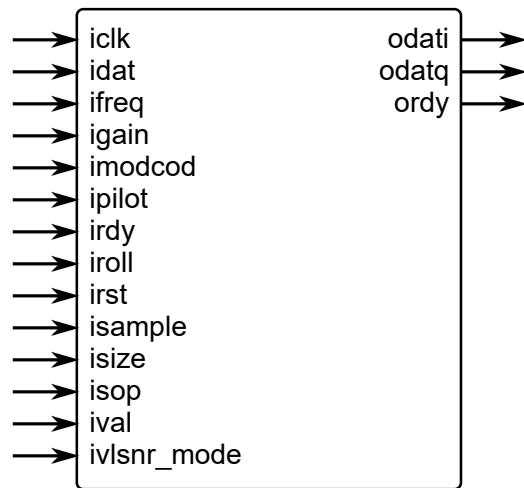 iclk odati
idat odatq
ifreq ordy
igain
imodcod
ipilot
irdy
iroll
irst
isample
isize
isop
ival
ivlsnr_mode